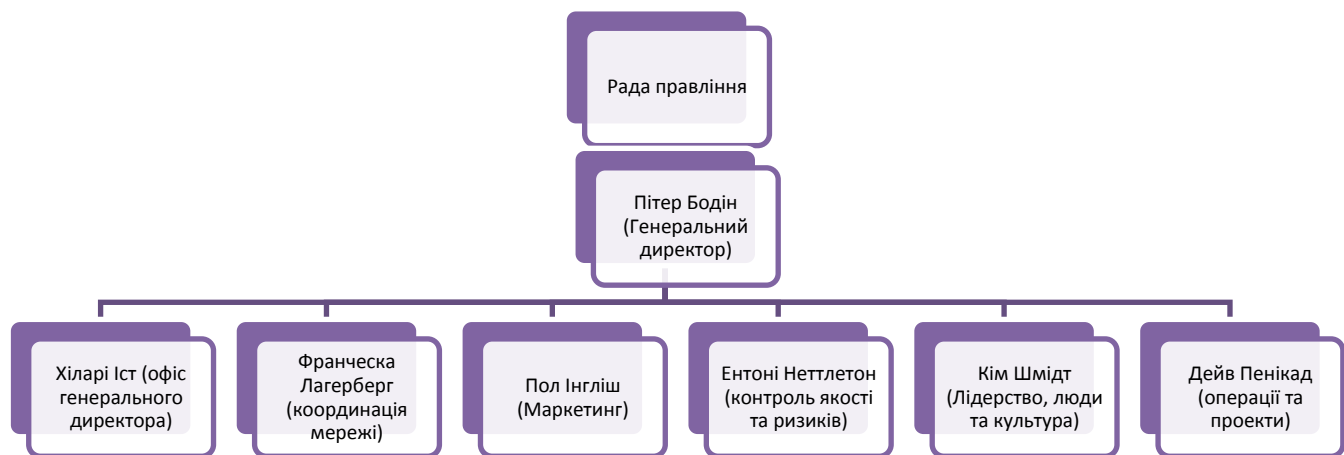 Рада правління
Пітер Бодін
(Генеральний
директор)
Хіларі Іст (офіс
генерального
директора)
Франческа
Лагерберг
(координація
мережі)
Пол Інгліш
(Маркетинг)
Ентоні Неттлетон
(контроль якості
та ризиків)
Кім Шмідт
(Лідерство, люди
та культура)
Дейв Пенікад
(операції та
проекти)